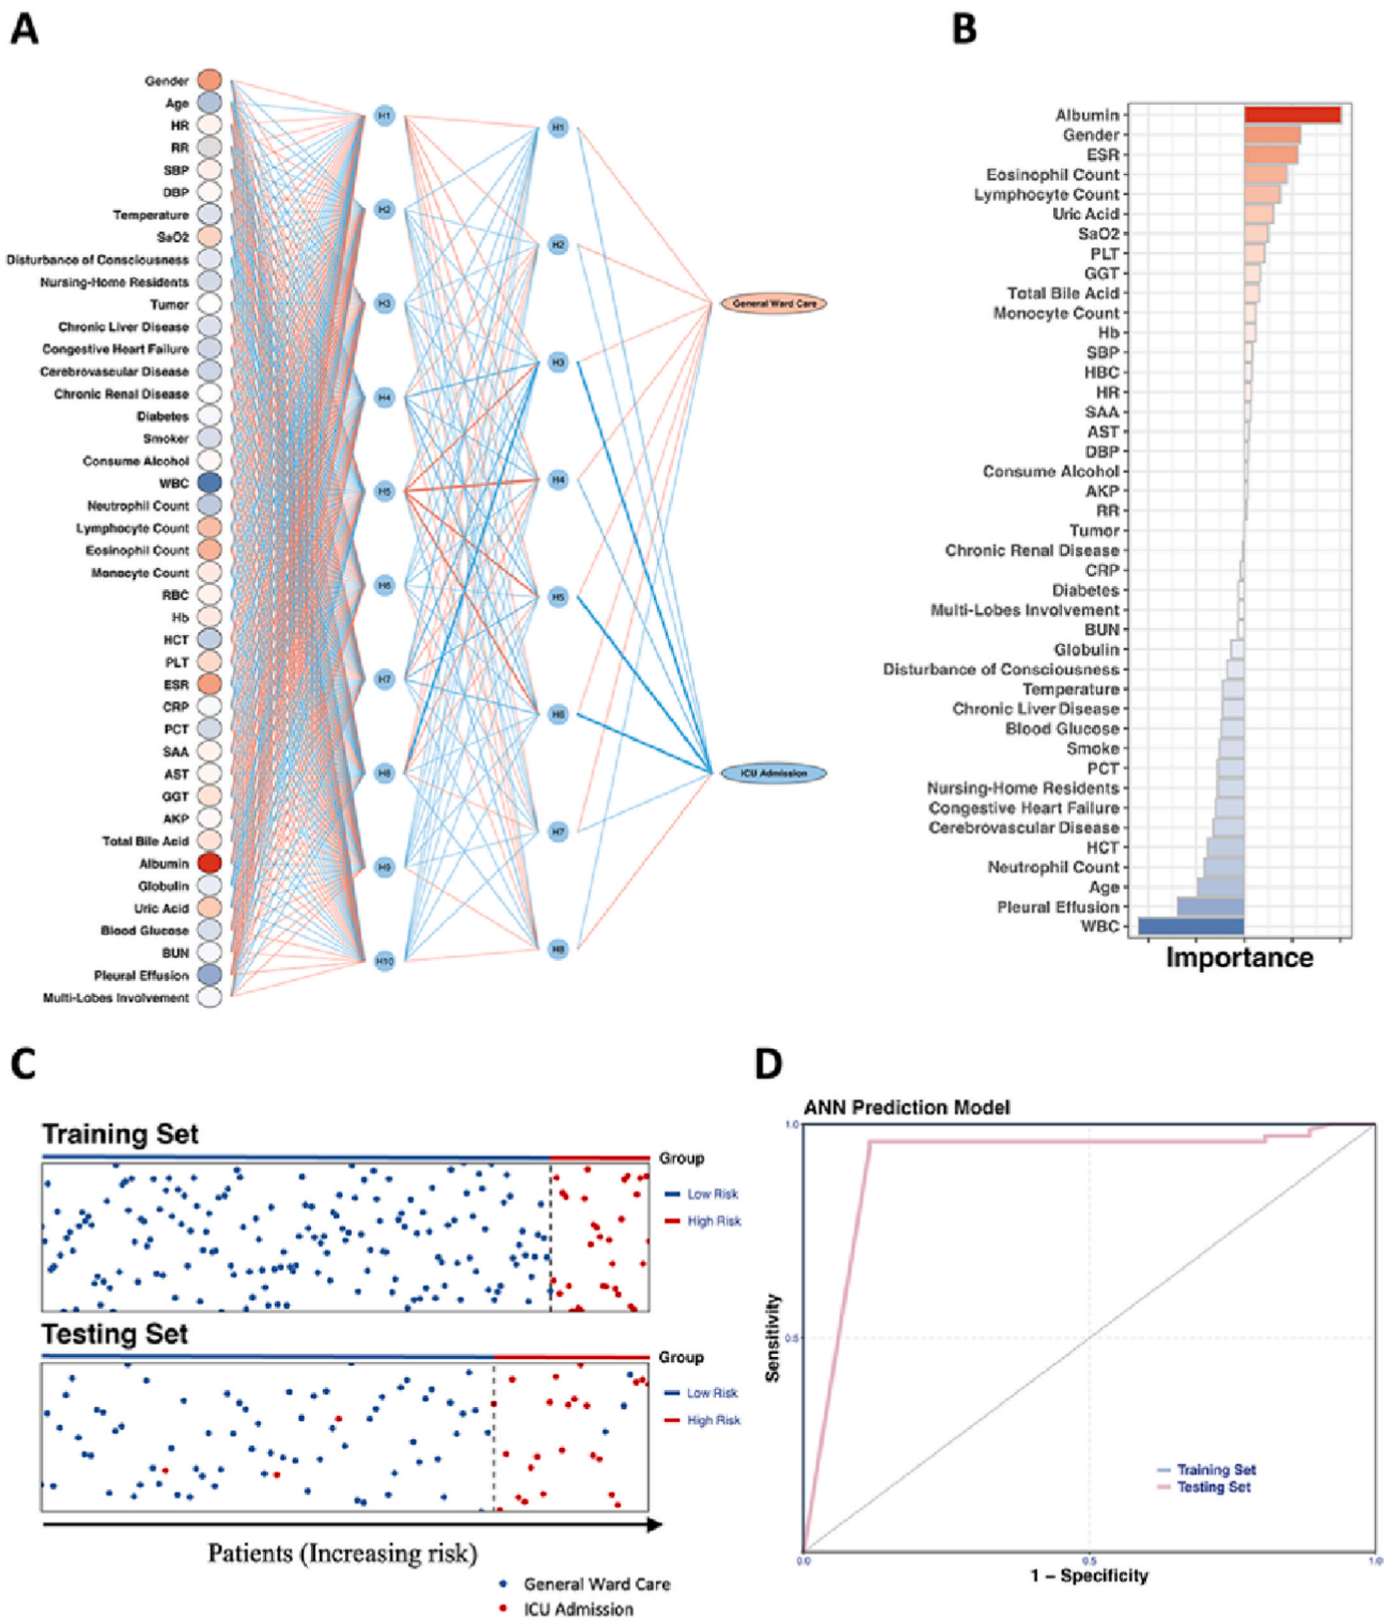 A
Gender
Age
HR
RR
SBP
DBP
Temperature
SaO2
Disturbance of Consciousness
Nursing-Home Residents
Tumor
Chronic Liver Disease
Congestive Heart Failure
Cerebrovascular Disease
Chronic Renal Disease
Diabetes
Smoker
Consume Alcohol
WBC
Neutrophil Count
Lymphocyte Count
Eosinophil Count
Monocyte Count
RBC
Hb
HCT
PLT
ESR
CRP
PCT
SAA
AST
GGT
AKP
Total Bile Acid
Albumin
Globulin
Uric Acid
Blood Glucose
BUN
Pleural Effusion
Multi-Lobes Involvement
H1
H2
H3
H4
H5
H6
H7
H8
H9
H10
H1
H2
H3
H4
H5
H6
H7
H8
General Ward Care
ICU Admission
B
Albumin
Gender
ESR
Eosinophil Count
Lymphocyte Count
Uric Acid
SaO2
PLT
GGT
Total Bile Acid
Monocyte Count
Hb
SBP
HBC
HR
SAA
AST
DBP
Consume Alcohol
AKP
RR
Tumor
Chronic Renal Disease
CRP
Diabetes
Multi-Lobes Involvement
BUN
Globulin
Disturbance of Consciousness
Temperature
Chronic Liver Disease
Blood Glucose
Smoke
PCT
Nursing-Home Residents
Congestive Heart Failure
Cerebrovascular Disease
HCT
Neutrophil Count
Age
Pleural Effusion
WBC
Importance
C
Training Set
Group
Low Risk
High Risk
Testing Set
Group
Low Risk
High Risk
Patients (Increasing risk)
General Ward Care
ICU Admission
D
ANN Prediction Model
1.0
0.5
Sensitivity
Training Set
Testing Set
0.0 0.5 1.0
1 – Specificity